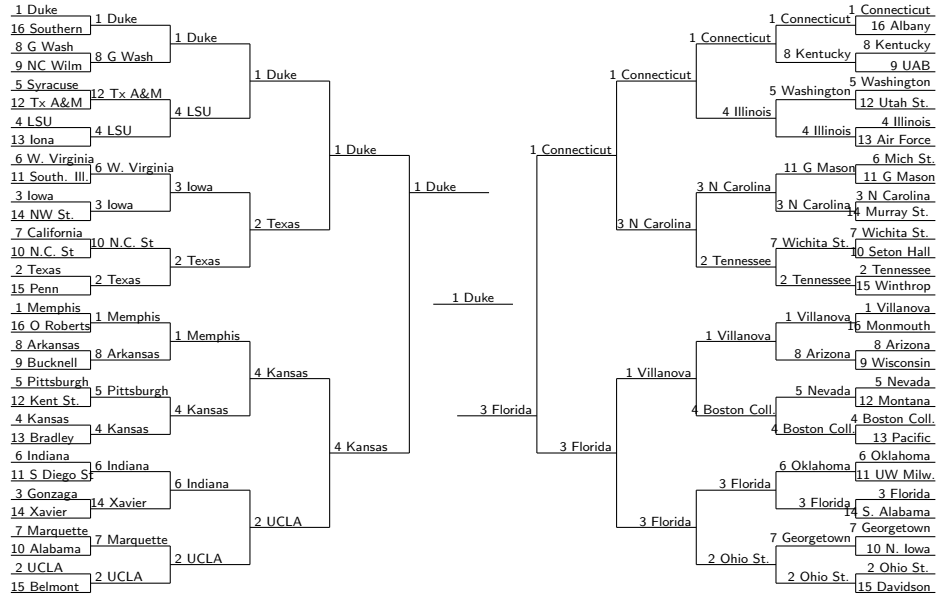 1 Duke
16 Southern
8 G Wash
9 NC Wilm
5 Syracuse
12 Tx A&M
4 LSU
13 Iona
6 W. Virginia
11 South. Ill.
3 Iowa
14 NW St.
7 California
10 N.C. St
2 Texas
15 Penn
1 Memphis
16 O Roberts
8 Arkansas
9 Bucknell
5 Pittsburgh
12 Kent St.
4 Kansas
13 Bradley
6 Indiana
11 S Diego St
3 Gonzaga
14 Xavier
7 Marquette
10 Alabama
2 UCLA
15 Belmont
1 Duke
8 G Wash
12 Tx A&M
4 LSU
6 W. Virginia
3 Iowa
10 N.C. St
2 Texas
1 Memphis
8 Arkansas
5 Pittsburgh
4 Kansas
6 Indiana
14 Xavier
7 Marquette
2 UCLA
1 Duke
4 LSU
3 Iowa
2 Texas
1 Memphis
4 Kansas
6 Indiana
2 UCLA
1 Duke
2 Texas
4 Kansas
2 UCLA
1 Duke
4 Kansas
1 Duke
1 Duke
3 Florida
1 Connecticut
3 Florida
1 Connecticut
3 N Carolina
1 Villanova
3 Florida
1 Connecticut
4 Illinois
3 N Carolina
2 Tennessee
1 Villanova
4 Boston Coll.
3 Florida
2 Ohio St.
1 Connecticut
8 Kentucky
5 Washington
4 Illinois
11 G Mason
3 N Carolina
7 Wichita St.
2 Tennessee
1 Villanova
8 Arizona
5 Nevada
4 Boston Coll.
6 Oklahoma
3 Florida
7 Georgetown
2 Ohio St.
1 Connecticut
16 Albany
8 Kentucky
9 UAB
5 Washington
12 Utah St.
4 Illinois
13 Air Force
6 Mich St.
11 G Mason
3 N Carolina
14 Murray St.
7 Wichita St.
10 Seton Hall
2 Tennessee
15 Winthrop
1 Villanova
16 Monmouth
8 Arizona
9 Wisconsin
5 Nevada
12 Montana
4 Boston Coll.
13 Pacific
6 Oklahoma
11 UW Milw.
3 Florida
14 S. Alabama
7 Georgetown
10 N. Iowa
2 Ohio St.
15 Davidson